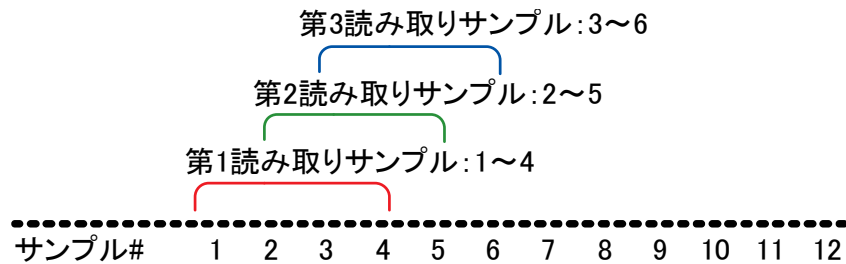 第3読み取りサンプル:3～6
第2読み取りサンプル:2～5
第1読み取りサンプル:1～4
サンプル# 1 2 3 4 5 6 7 8 9 10 11 12